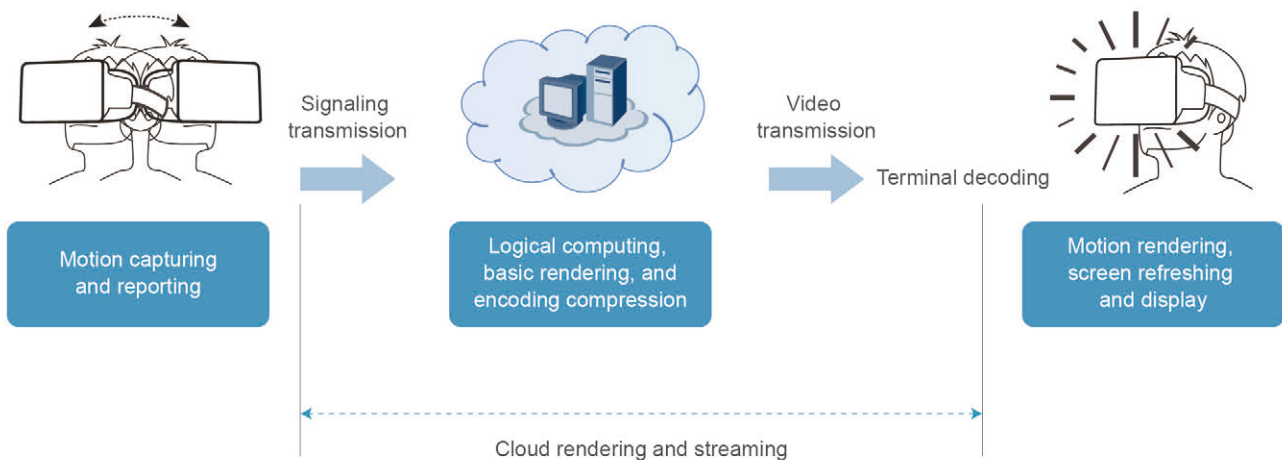 Signaling
transmission
Video
transmission
Terminal decoding
Motion capturing
and reporting
Logical computing,
basic rendering, and
encoding compression
Motion rendering,
screen refreshing
and display
Cloud rendering and streaming